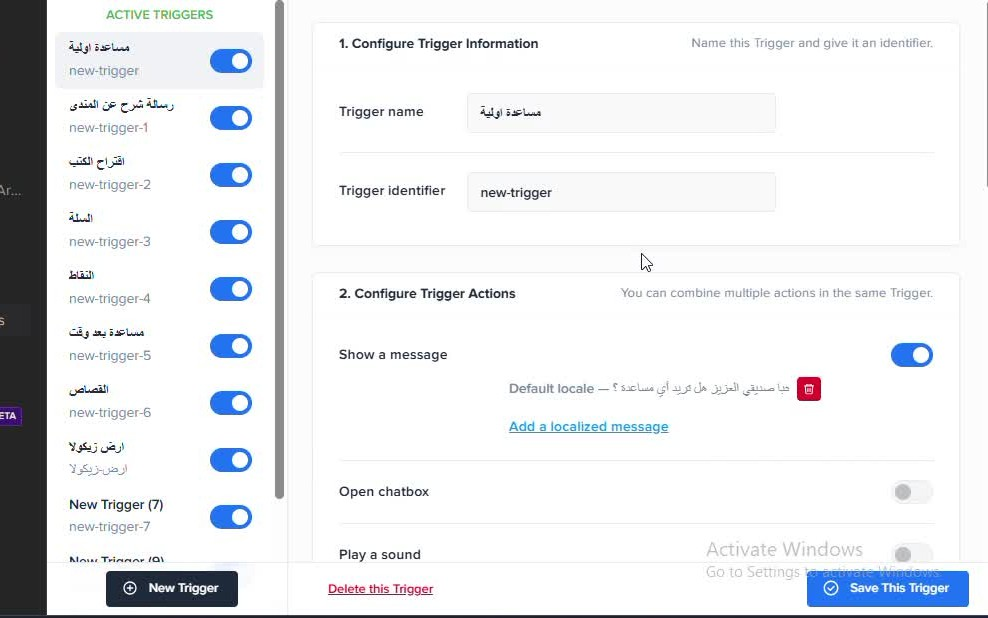 Ar...
s
ETA
ACTIVE TRIGGERS
مساعدة اولية
new-trigger
رسالة شرح عن المندى
new-trigger-1
اقتراح الكتب
new-trigger-2
السلة
new-trigger-3
النقاط
new-trigger-4
مساعدة بعد وقت
new-trigger-5
القصاص
new-trigger-6
ارض زيكولا
ارض-زيكولا
New Trigger (7)
new-trigger-7
New Trigger (9)
New Trigger
1. Configure Trigger Information
Name this Trigger and give it an identifier.
Trigger name
مساعدة اولية
Trigger identifier
new-trigger
2. Configure Trigger Actions
You can combine multiple actions in the same Trigger.
Show a message
Default locale — حبا صديقي العزيز هل تريد أي مساعدة ؟
Add a localized message
Open chatbox
Play a sound
Activate Windows
Go to Settings to activate Windows.
Delete this Trigger
Save This Trigger